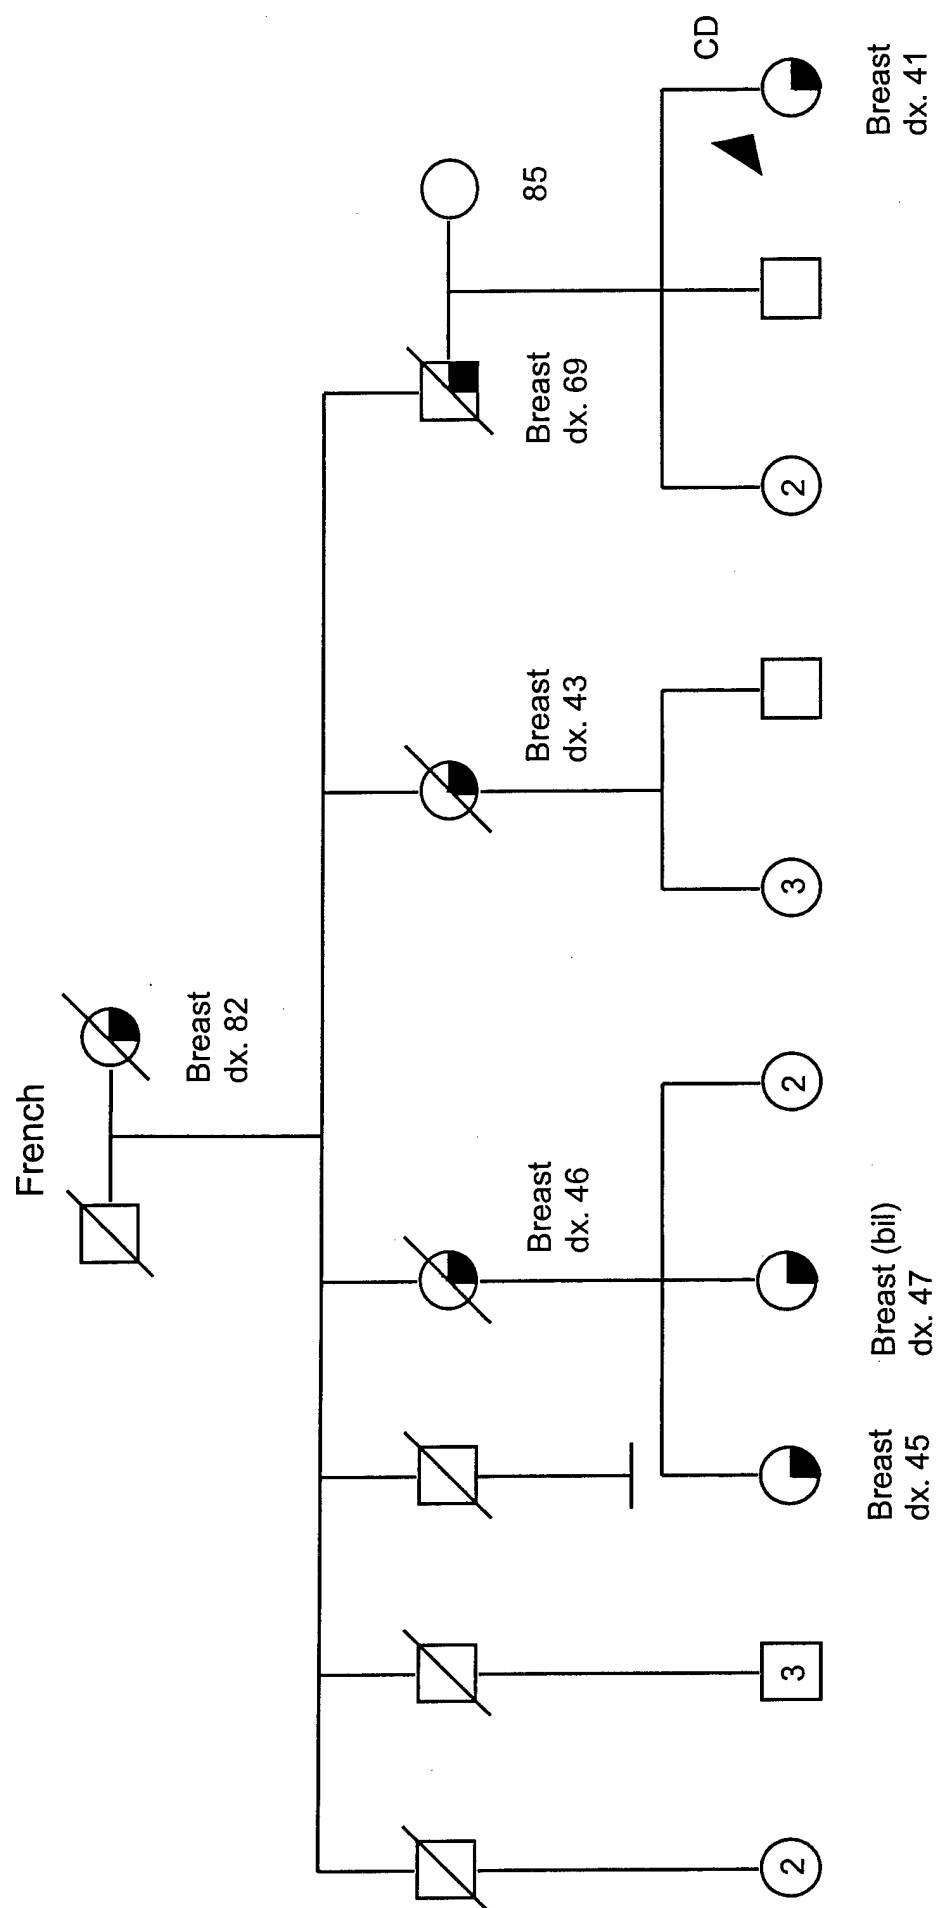 French
Breast
dx. 82
Breast
dx. 46
Breast
dx. 43
Breast
dx. 69
85
CD
2
3
2
3
2
Breast
dx. 45
Breast (bil)
dx. 47
Breast
dx. 41